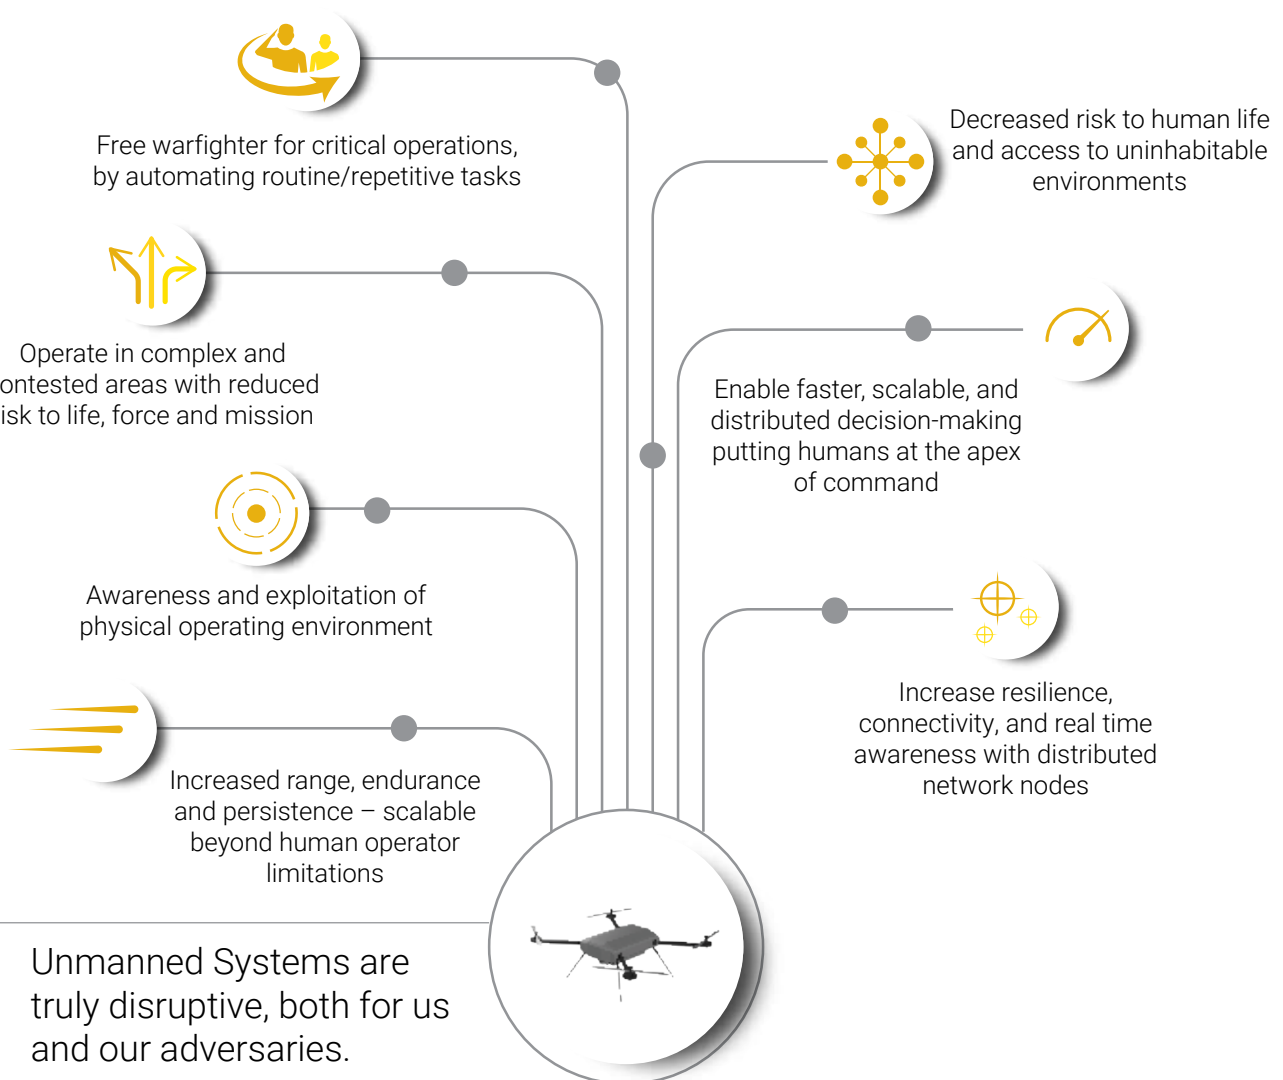 Free warfighter for critical operations,
by automating routine/repetitive tasks
Decreased risk to human life
and access to uninhabitable
environments
Operate in complex and
ontested areas with reduced
isk to life, force and mission
Enable faster, scalable, and
distributed decision-making
putting humans at the apex
of command
Awareness and exploitation of
physical operating environment
Increase resilience,
connectivity, and real time
awareness with distributed
network nodes
Increased range, endurance
and persistence – scalable
beyond human operator
limitations
Unmanned Systems are
truly disruptive, both for us
and our adversaries.